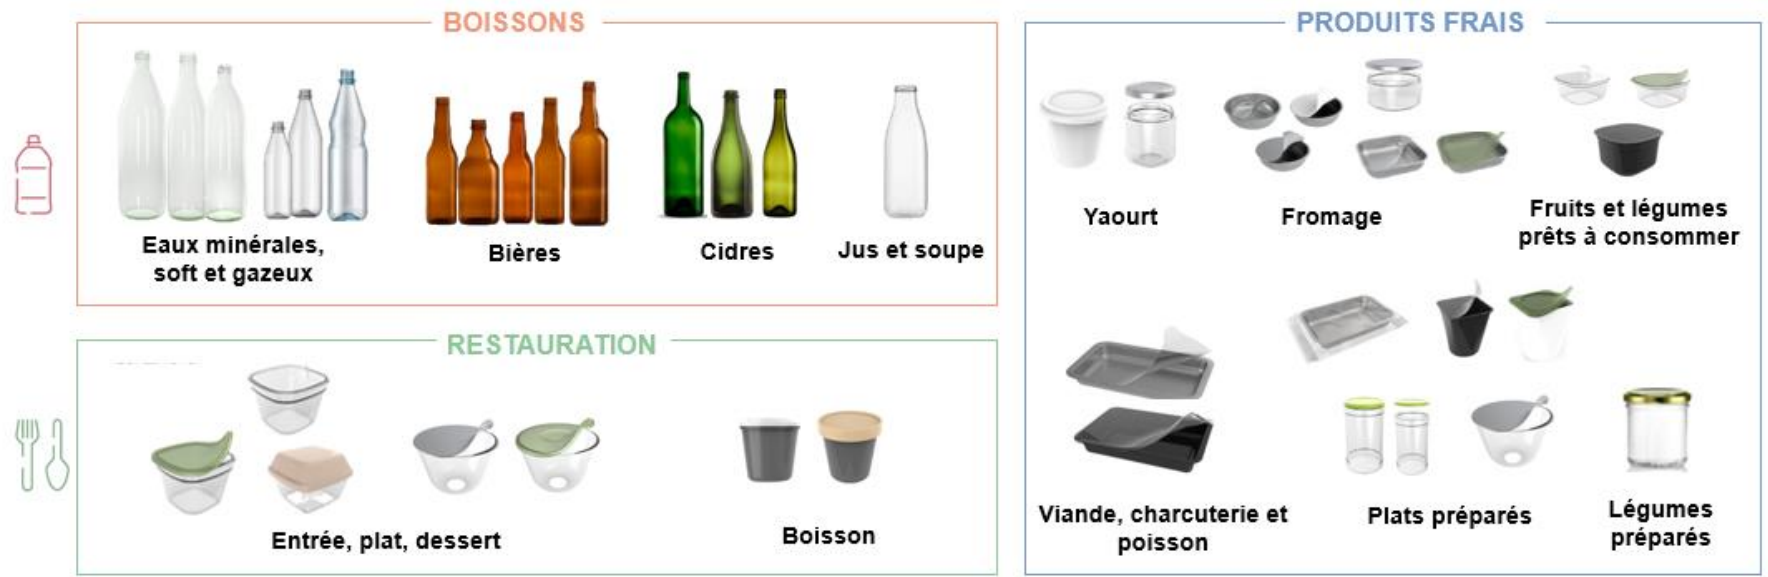 BOISSONS
Eaux minérales,
soft et gazeux
Bières
Cidres
Jus et soupe
RESTAURATION
Entrée, plat, dessert
Boisson
PRODUITS FRAIS
Yaourt
Fromage
Fruits et légumes
prêts à consommer
Viande, charcuterie et
poisson
Plats préparés
Légumes
préparés